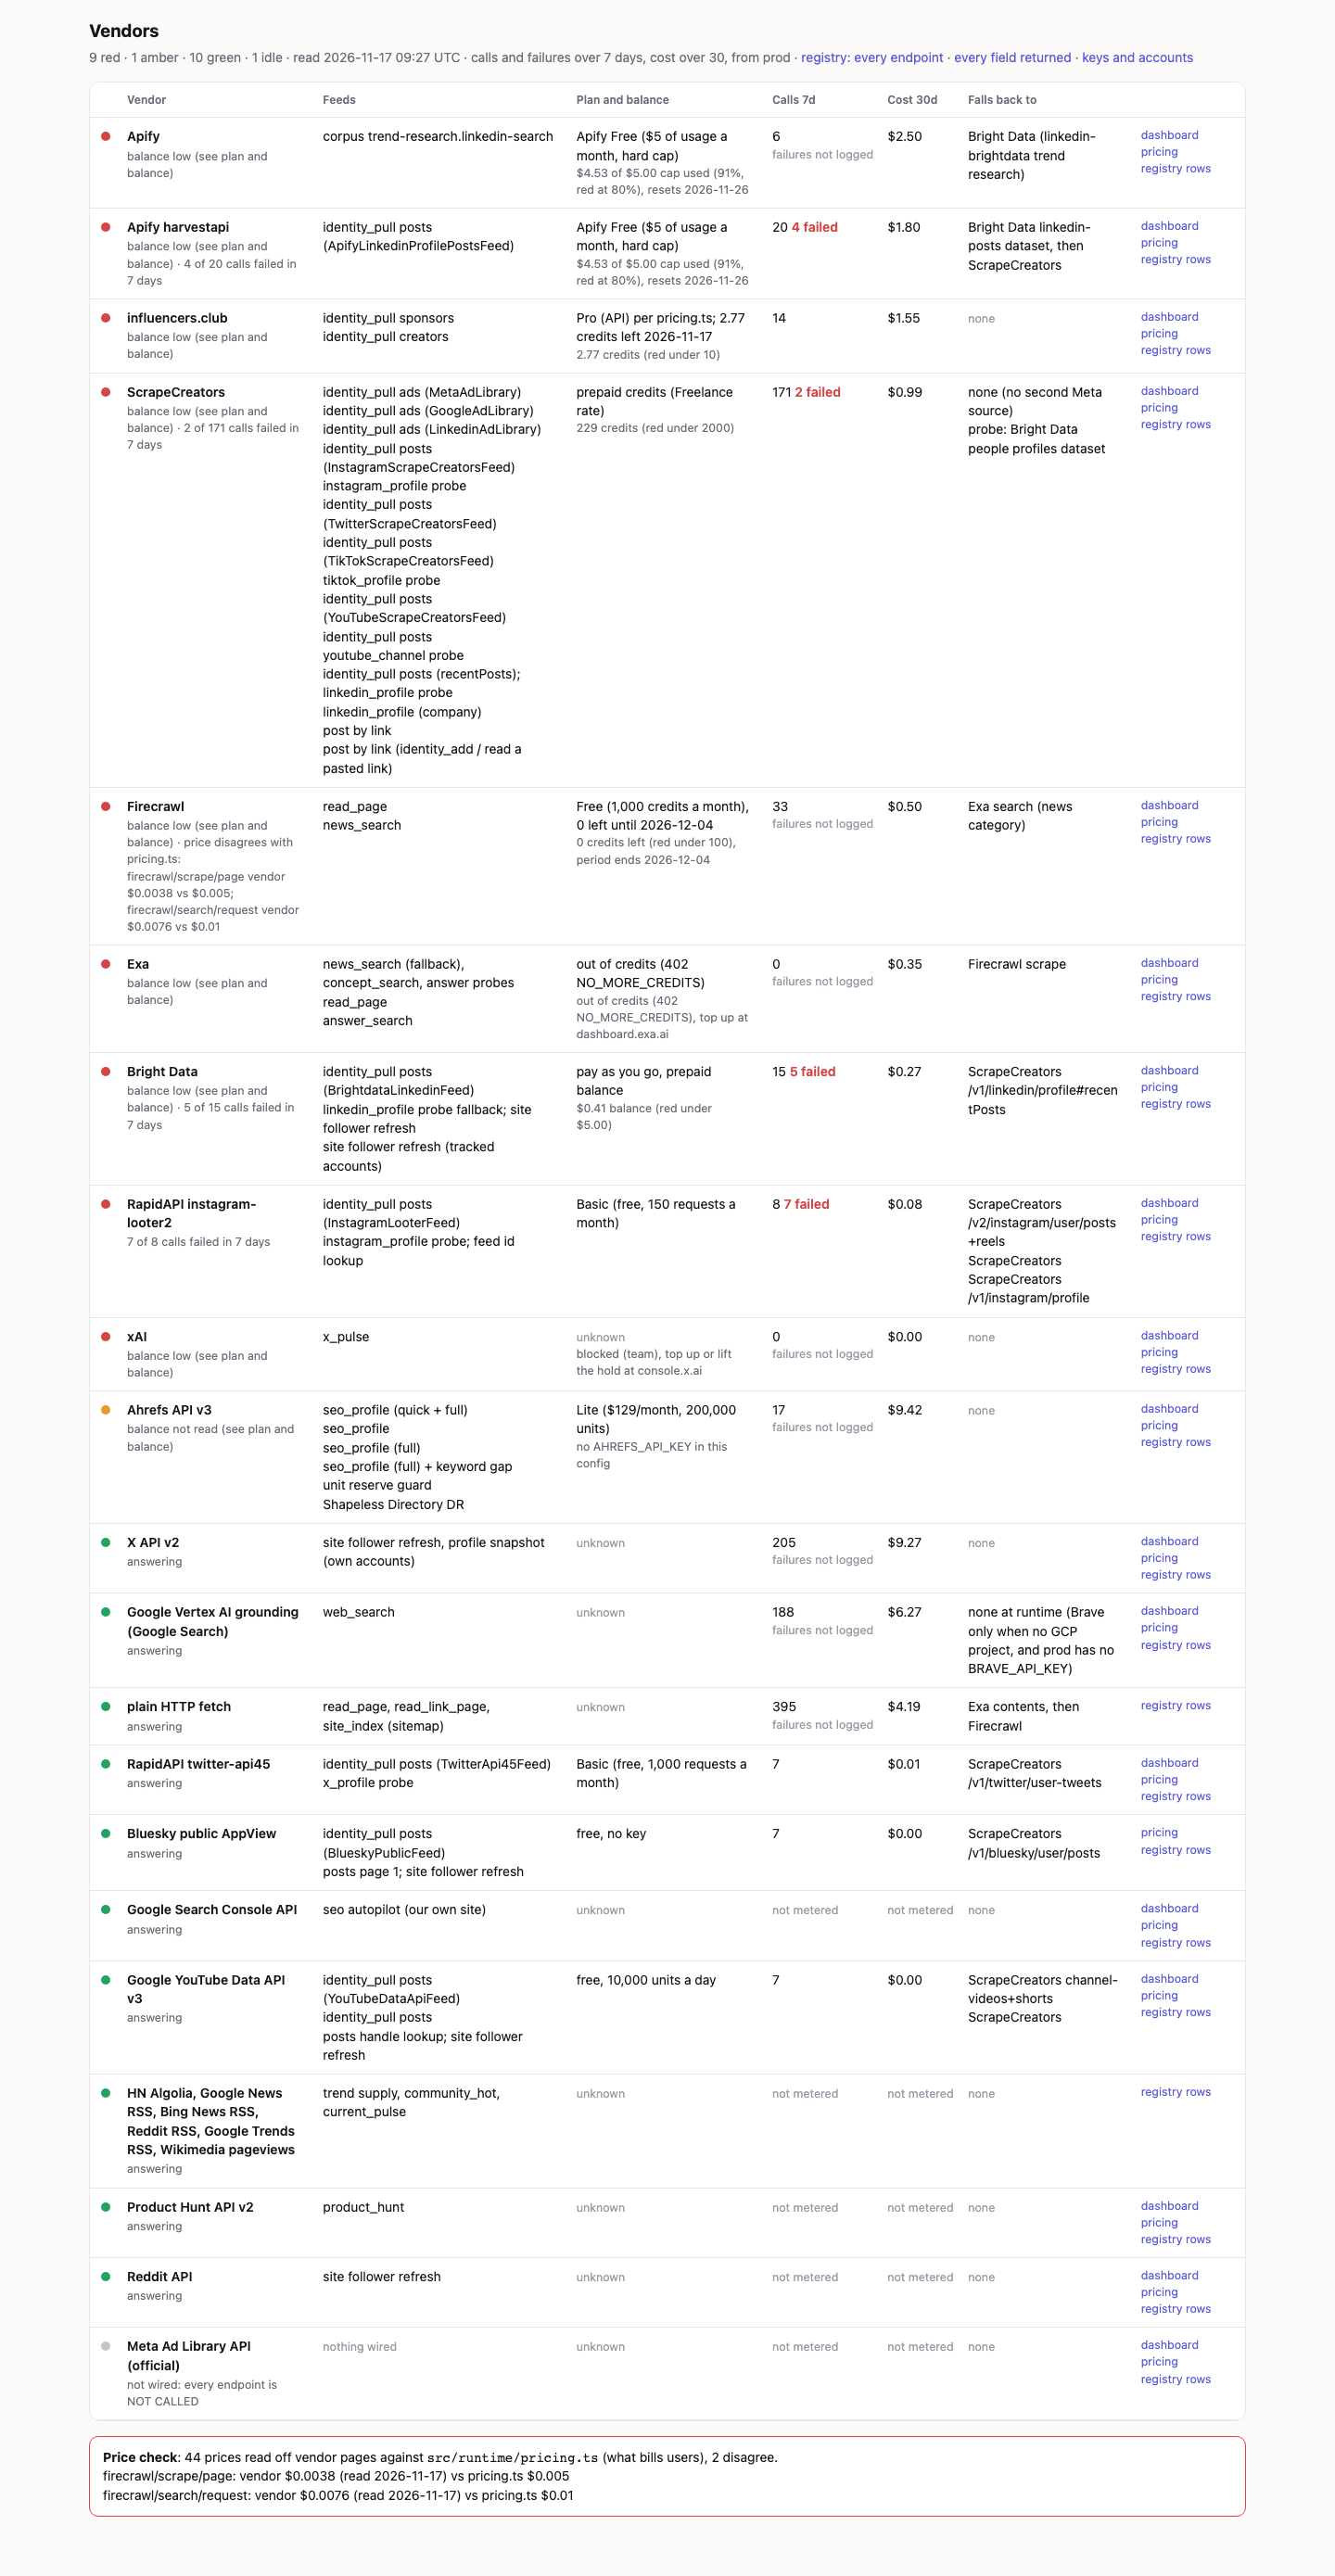 Vendors
9 red · 1 amber · 10 green · 1 idle · read 2026-11-17 09:27 UTC · calls and failures over 7 days, cost over 30, from prod · registry: every endpoint · every field returned · keys and accounts
Vendor
Feeds
Plan and balance
Calls 7d
Cost 30d
Falls back to
Apify
balance low (see plan and
balance)
corpus trend-research.linkedin-search
Apify Free ($5 of usage a
month, hard cap)
$4.53 of $5.00 cap used (91%,
red at 80%), resets 2026-11-26
6
failures not logged
$2.50
Bright Data (linkedin-
brightdata trend
research)
dashboard
pricing
registry rows
Apify harvestapi
balance low (see plan and
balance) · 4 of 20 calls failed in
7 days
identity_pull posts
(ApifyLinkedinProfilePostsFeed)
Apify Free ($5 of usage a
month, hard cap)
$4.53 of $5.00 cap used (91%,
red at 80%), resets 2026-11-26
20 4 failed
$1.80
Bright Data linkedin-
posts dataset, then
ScrapeCreators
dashboard
pricing
registry rows
influencers.club
balance low (see plan and
balance)
identity_pull sponsors
identity_pull creators
Pro (API) per pricing.ts; 2.77
credits left 2026-11-17
2.77 credits (red under 10)
14
$1.55
none
dashboard
pricing
registry rows
ScrapeCreators
balance low (see plan and
balance) · 2 of 171 calls failed in
7 days
identity_pull ads (MetaAdLibrary)
identity_pull ads (GoogleAdLibrary)
identity_pull ads (LinkedinAdLibrary)
identity_pull posts
(InstagramScrapeCreatorsFeed)
instagram_profile probe
identity_pull posts
(TwitterScrapeCreatorsFeed)
identity_pull posts
(TikTokScrapeCreatorsFeed)
tiktok_profile probe
identity_pull posts
(YouTubeScrapeCreatorsFeed)
identity_pull posts
youtube_channel probe
identity_pull posts (recentPosts);
linkedin_profile probe
linkedin_profile (company)
post by link
post by link (identity_add / read a
pasted link)
prepaid credits (Freelance
rate)
229 credits (red under 2000)
171 2 failed
$0.99
none (no second Meta
source)
probe: Bright Data
people profiles dataset
dashboard
pricing
registry rows
Firecrawl
balance low (see plan and
balance) · price disagrees with
pricing.ts:
firecrawl/scrape/page vendor
$0.0038 vs $0.005;
firecrawl/search/request vendor
$0.0076 vs $0.01
read_page
news_search
Free (1,000 credits a month),
0 left until 2026-12-04
0 credits left (red under 100),
period ends 2026-12-04
33
failures not logged
$0.50
Exa search (news
category)
dashboard
pricing
registry rows
Exa
balance low (see plan and
balance)
news_search (fallback),
concept_search, answer probes
read_page
answer_search
out of credits (402
NO_MORE_CREDITS)
out of credits (402
NO_MORE_CREDITS), top up at
dashboard.exa.ai
0
failures not logged
$0.35
Firecrawl scrape
dashboard
pricing
registry rows
Bright Data
balance low (see plan and
balance) · 5 of 15 calls failed in
7 days
identity_pull posts
(BrightdataLinkedinFeed)
linkedin_profile probe fallback; site
follower refresh
site follower refresh (tracked
accounts)
pay as you go, prepaid
balance
$0.41 balance (red under
$5.00)
15 5 failed
$0.27
ScrapeCreators
/v1/linkedin/profile#recen
tPosts
dashboard
pricing
registry rows
RapidAPI instagram-
looter2
7 of 8 calls failed in 7 days
identity_pull posts
(InstagramLooterFeed)
instagram_profile probe; feed id
lookup
Basic (free, 150 requests a
month)
8 7 failed
$0.08
ScrapeCreators
/v2/instagram/user/posts
+reels
ScrapeCreators
ScrapeCreators
/v1/instagram/profile
dashboard
pricing
registry rows
xAI
balance low (see plan and
balance)
x_pulse
unknown
blocked (team), top up or lift
the hold at console.x.ai
0
failures not logged
$0.00
none
dashboard
pricing
registry rows
Ahrefs API v3
balance not read (see plan and
balance)
seo_profile (quick + full)
seo_profile
seo_profile (full)
seo_profile (full) + keyword gap
unit reserve guard
Shapeless Directory DR
Lite ($129/month, 200,000
units)
no AHREFS_API_KEY in this
config
17
failures not logged
$9.42
none
dashboard
pricing
registry rows
X API v2
answering
site follower refresh, profile snapshot
(own accounts)
unknown
205
failures not logged
$9.27
none
dashboard
pricing
registry rows
Google Vertex AI grounding
(Google Search)
answering
web_search
unknown
188
failures not logged
$6.27
none at runtime (Brave
only when no GCP
project, and prod has no
BRAVE_API_KEY)
dashboard
pricing
registry rows
plain HTTP fetch
answering
read_page, read_link_page,
site_index (sitemap)
unknown
395
failures not logged
$4.19
Exa contents, then
Firecrawl
registry rows
RapidAPI twitter-api45
answering
identity_pull posts (TwitterApi45Feed)
x_profile probe
Basic (free, 1,000 requests a
month)
7
$0.01
ScrapeCreators
/v1/twitter/user-tweets
dashboard
pricing
registry rows
Bluesky public AppView
answering
identity_pull posts
(BlueskyPublicFeed)
posts page 1; site follower refresh
free, no key
7
$0.00
ScrapeCreators
/v1/bluesky/user/posts
pricing
registry rows
Google Search Console API
answering
seo autopilot (our own site)
unknown
not metered
not metered
none
dashboard
pricing
registry rows
Google YouTube Data API
v3
answering
identity_pull posts
(YouTubeDataApiFeed)
identity_pull posts
posts handle lookup; site follower
refresh
free, 10,000 units a day
7
$0.00
ScrapeCreators channel-
videos+shorts
ScrapeCreators
dashboard
pricing
registry rows
HN Algolia, Google News
RSS, Bing News RSS,
Reddit RSS, Google Trends
RSS, Wikimedia pageviews
answering
trend supply, community_hot,
current_pulse
unknown
not metered
not metered
none
registry rows
Product Hunt API v2
answering
product_hunt
unknown
not metered
not metered
none
dashboard
pricing
registry rows
Reddit API
answering
site follower refresh
unknown
not metered
not metered
none
dashboard
pricing
registry rows
Meta Ad Library API
(official)
not wired: every endpoint is
NOT CALLED
nothing wired
unknown
not metered
not metered
none
dashboard
pricing
registry rows
Price check: 44 prices read off vendor pages against src/runtime/pricing.ts (what bills users), 2 disagree.
firecrawl/scrape/page: vendor $0.0038 (read 2026-11-17) vs pricing.ts $0.005
firecrawl/search/request: vendor $0.0076 (read 2026-11-17) vs pricing.ts $0.01